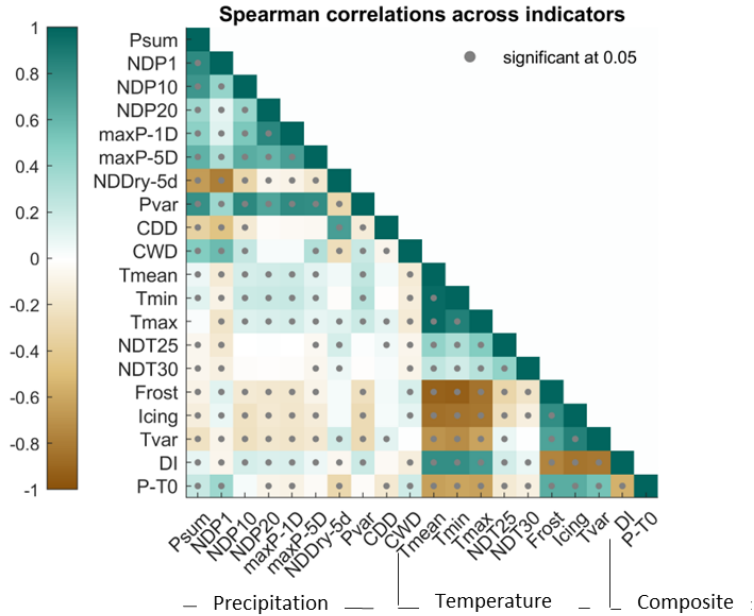 Spearman correlations across indicators
significant at 0.05
1
0.8
0.6
0.4
0.2
0
-0.2
-0.4
-0.6
-0.8
-1
Psum
NDP1
NDP10
NDP20
maxP-1D
maxP-5D
NDDry-5d
Pvar
CDD
CWD
Tmean
Tmin
Tmax
NDT25
NDT30
Frost
Icing
Tvar
DI
P-T0
Psum
NDP1
NDP10
NDP20
maxP-1D
maxP-5D
NDDry-5d
Pvar
CDD
CWD
Tmean
Tmin
Tmax
NDT25
NDT30
Frost
Icing
Tvar
DI
P-T0
Precipitation Temperature Composite